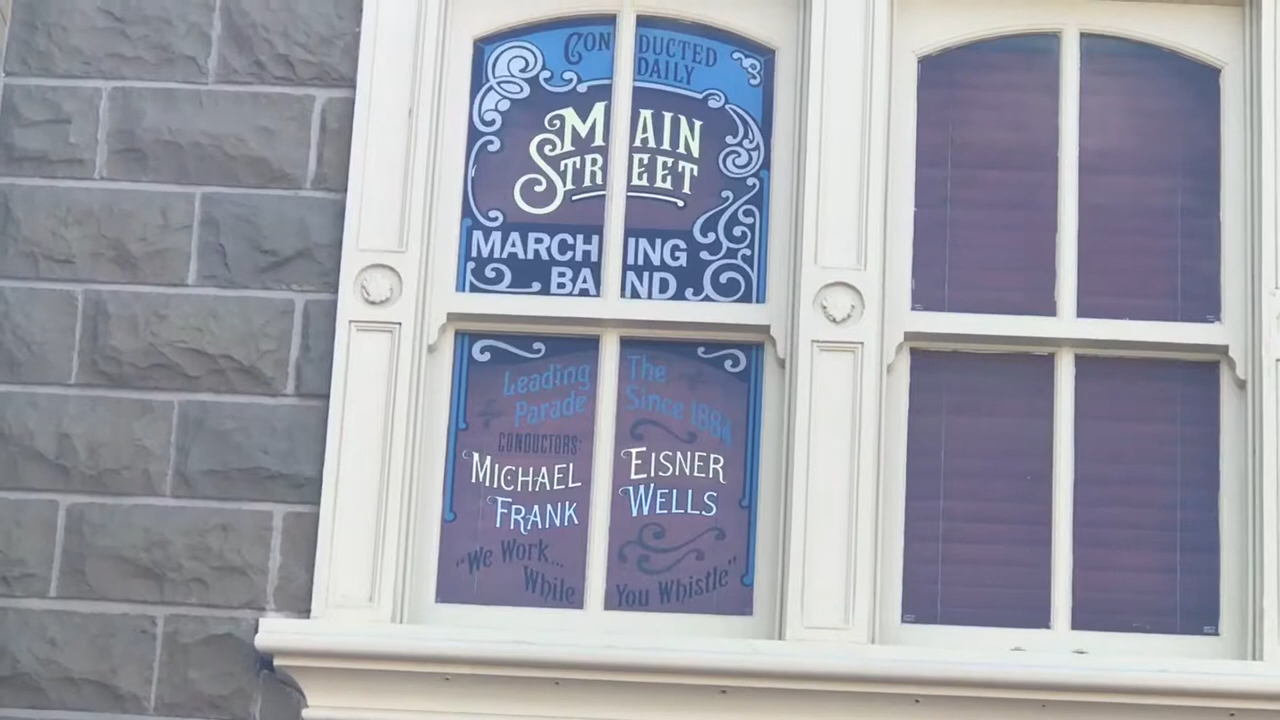 CONDUCTED
DAILY
MAIN
STREET
MARCHING
BAND
Leading The
Parade Since 1884
CONDUCTORS:
MICHAEL EISNER
FRANK WELLS
"We Work...
While You Whistle"